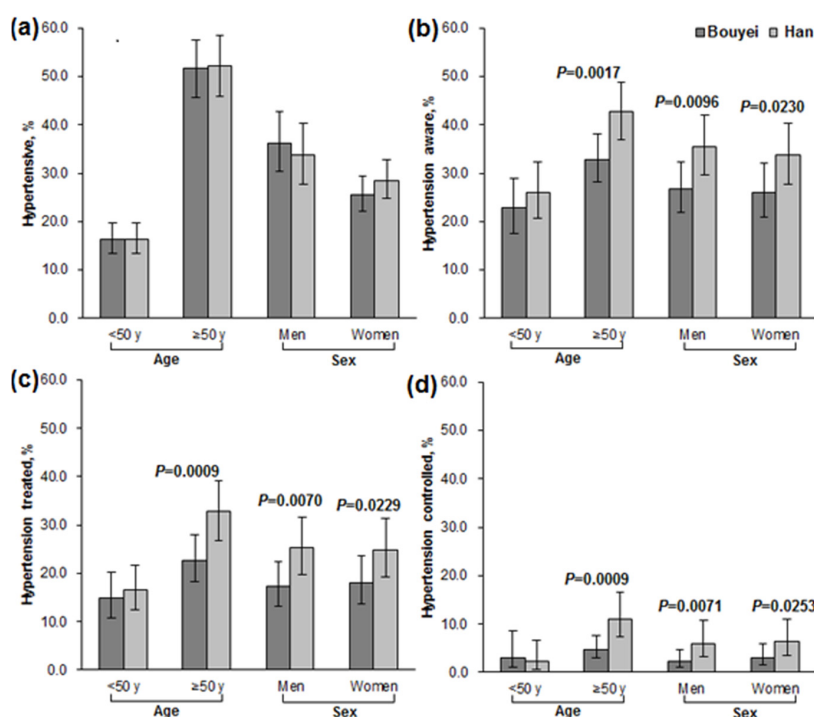 (a)
60.0
50.0
40.0
30.0
20.0
10.0
0.0
Hypertensive, %
<50 y ≥50 y Men Women
Age Sex
(b)
Bouyei Han
60.0
50.0
40.0
30.0
20.0
10.0
0.0
Hypertension aware, %
P=0.0017
P=0.0096
P=0.0230
<50 y ≥50 y Men Women
Age Sex
(c)
60.0
50.0
40.0
30.0
20.0
10.0
0.0
Hypertension treated, %
P=0.0009
P=0.0070
P=0.0229
<50 y ≥50 y Men Women
Age Sex
(d)
60.0
50.0
40.0
30.0
20.0
10.0
0.0
Hypertension controlled, %
P=0.0009
P=0.0071
P=0.0253
<50 y ≥50 y Men Women
Age Sex